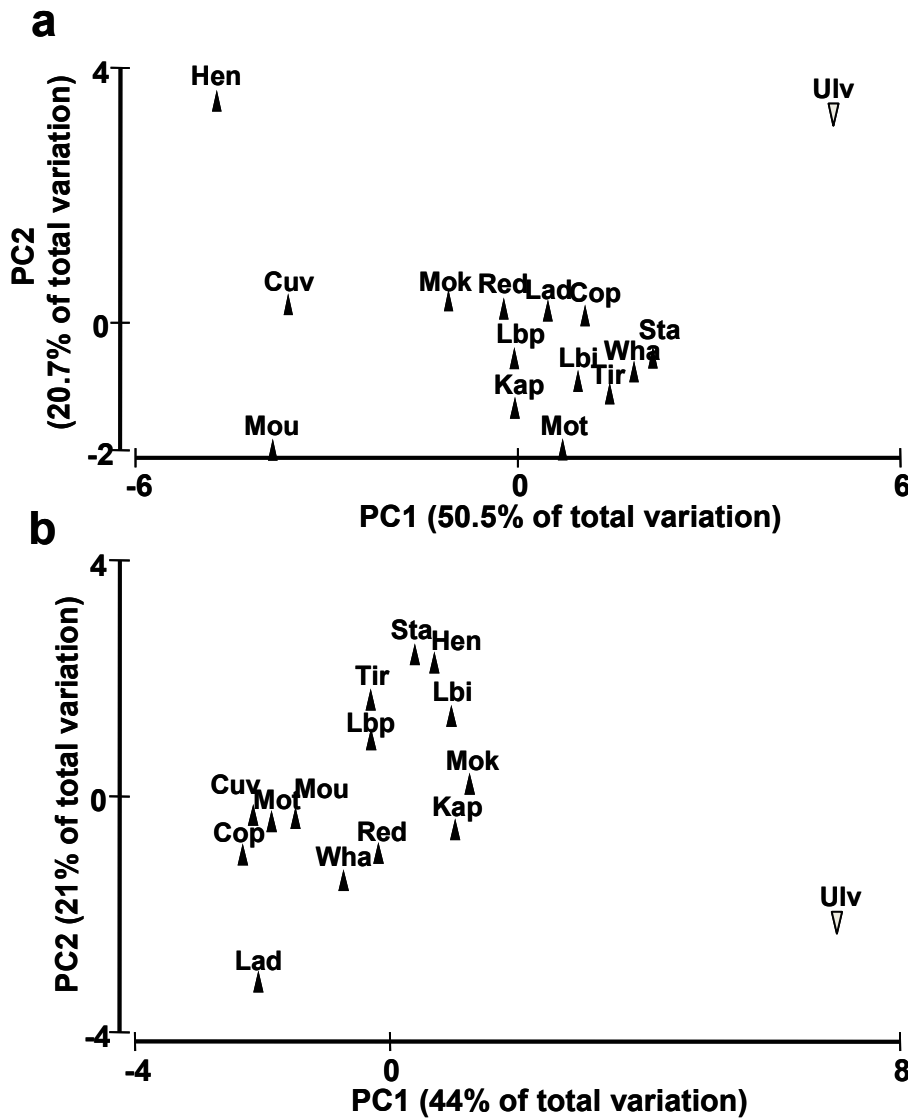 a
4
Hen
Ulv
PC2
(20.7% of total variation)
Cuv
Mok
Red
Lad
Cop
0
Lbp
Sta
Wha
Lbi
Tir
Kap
Mou
Mot
-2
-6
0
6
PC1 (50.5% of total variation)
b
4
Sta
Hen
Tir
Lbi
Lbp
PC2 (21% of total variation)
Mok
Cuv
Mou
Mot
0
Kap
Cop
Red
Wha
Ulv
Lad
-4
-4
0
8
PC1 (44% of total variation)